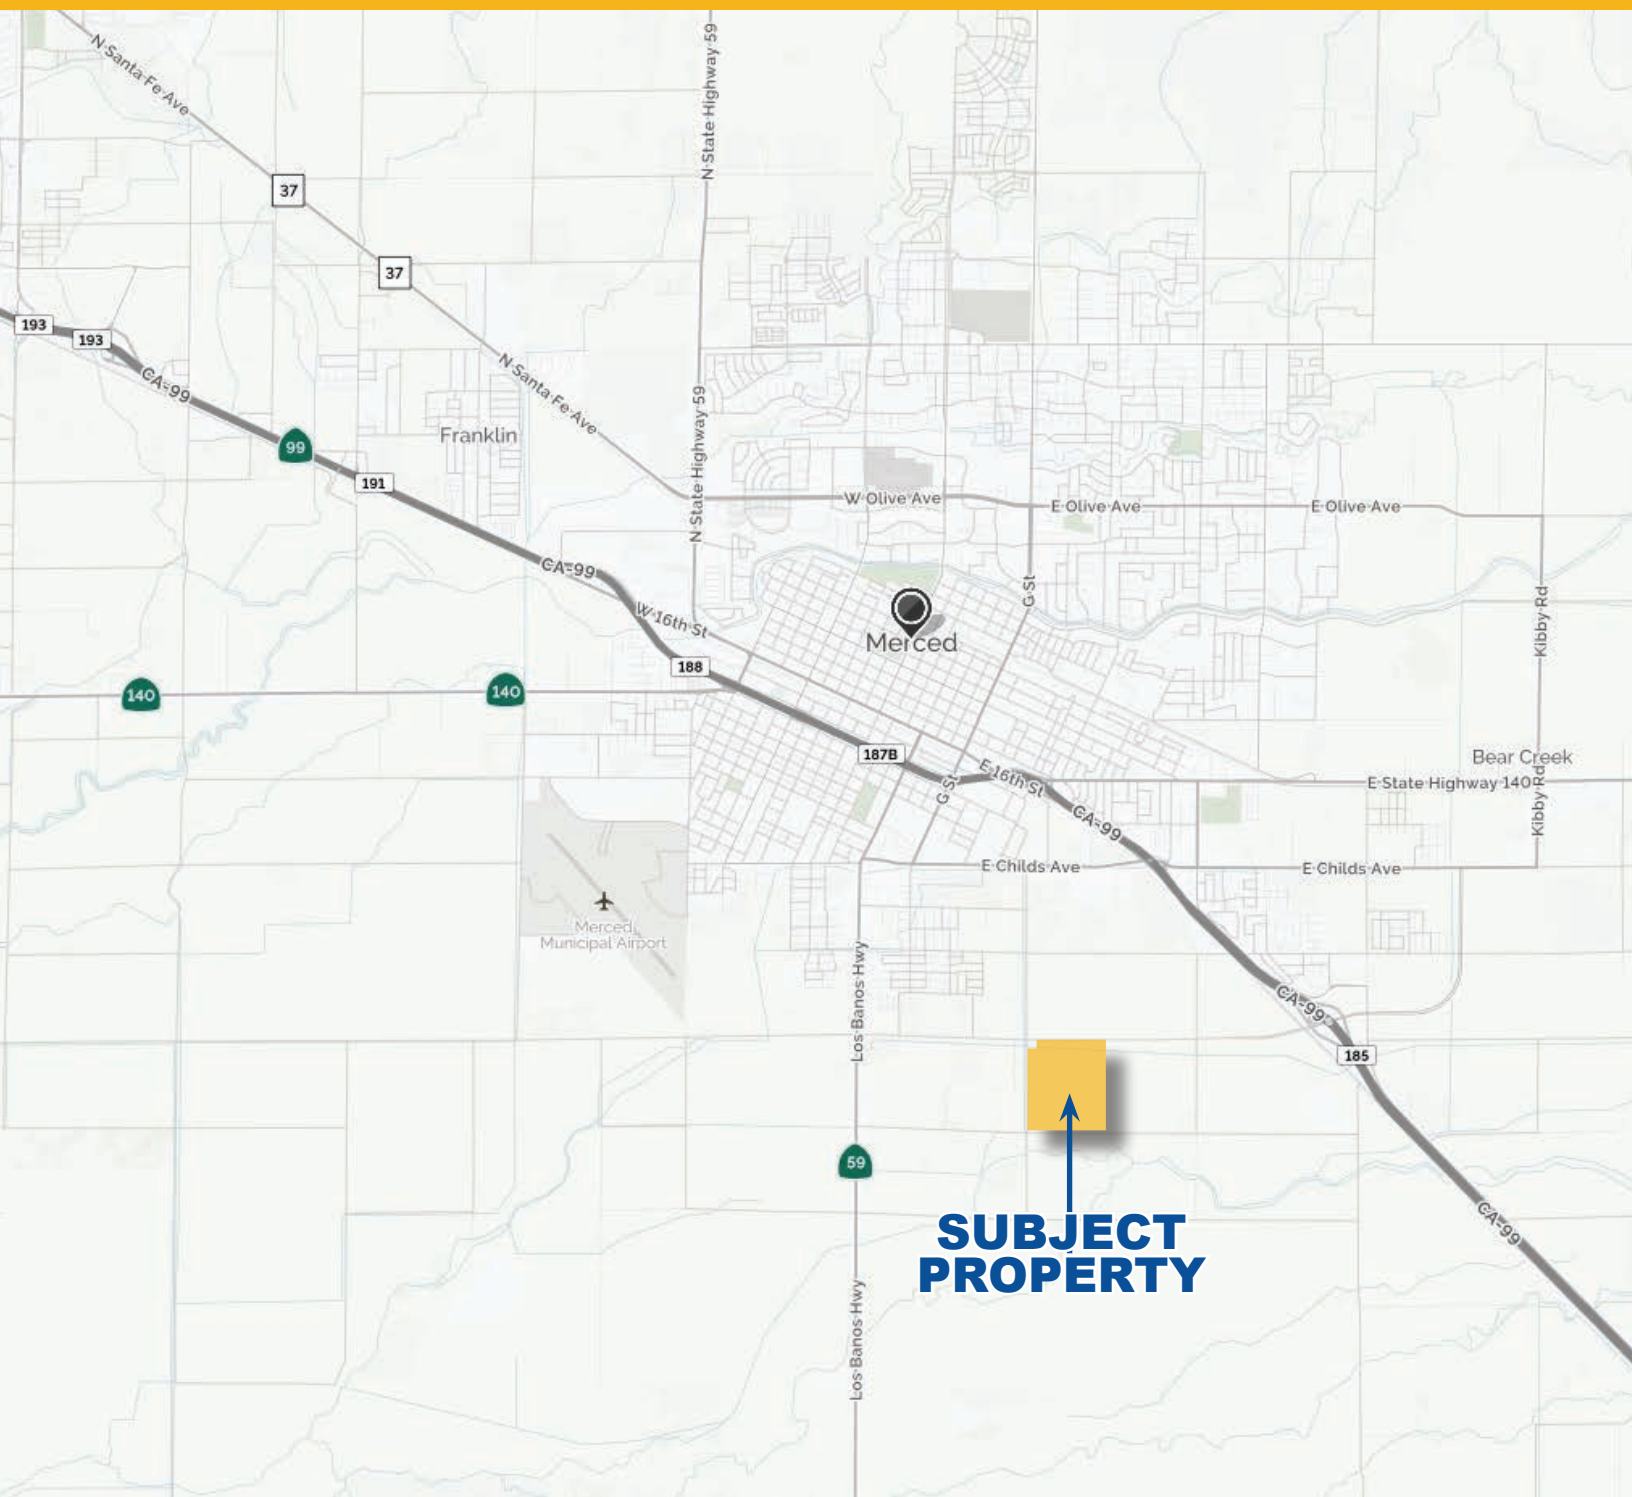 N State Highway 59
N Santa Fe Ave
37
37
193
193
CA-99
N Santa Fe Ave
N State Highway 59
Franklin
99
191
W Olive Ave
E Olive Ave
E Olive Ave
CA-99
G St
Kibby Rd
W 16th St
Merced
188
140
140
187B
Bear Creek
E 16th St
G St
E State Highway 140
Kibby Rd
CA-99
E Childs Ave
E Childs Ave
Merced
Municipal Airport
Los Banos Hwy
CA-99
185
59
SUBJECT
PROPERTY
CA-99
Los Banos Hwy